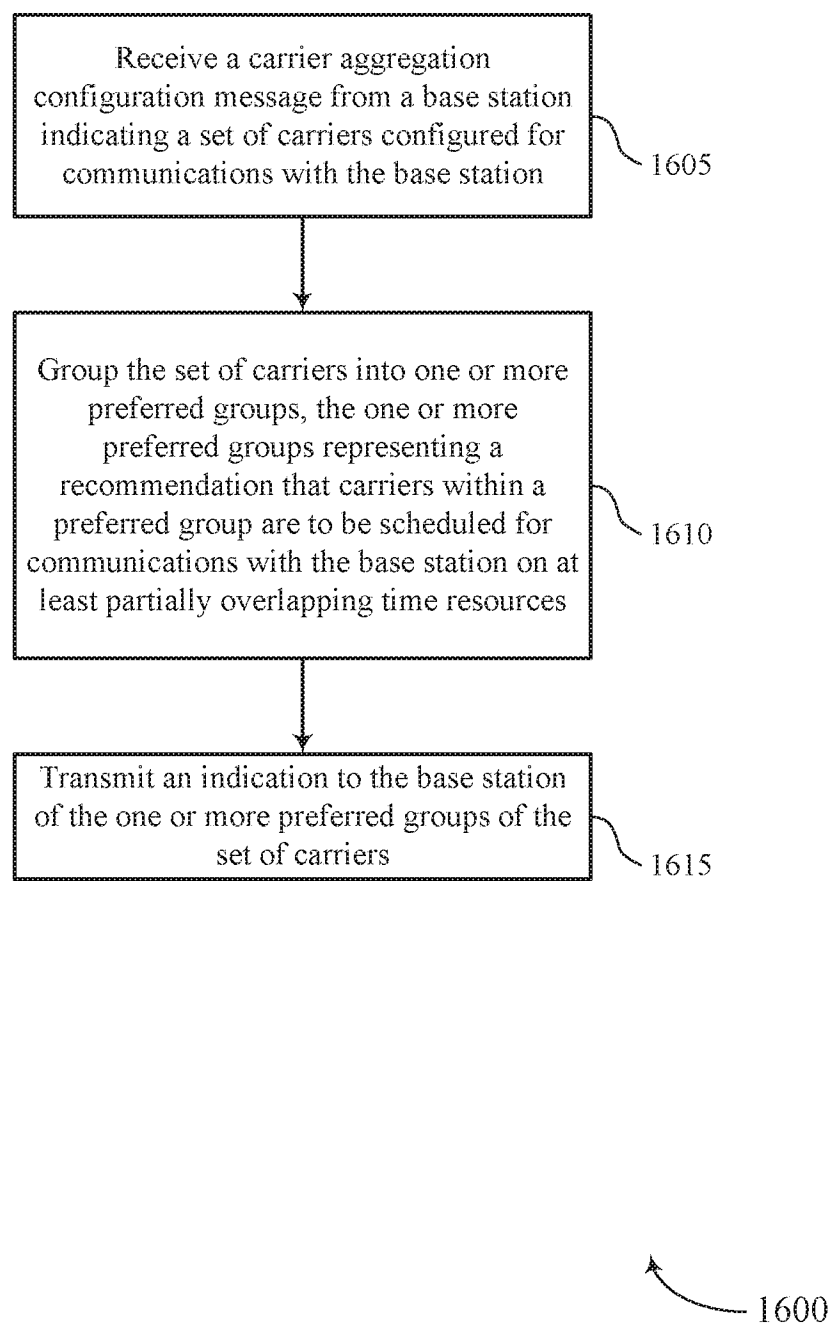 Receive a carrier aggregation
configuration message from a base station
indicating a set of carriers configured for
communications with the base station
1605
Group the set of carriers into one or more
preferred groups, the one or more
preferred groups representing a
recommendation that carriers within a
preferred group are to be scheduled for
communications with the base station on at
least partially overlapping time resources
1610
Transmit an indication to the base station
of the one or more preferred groups of the
set of carriers
1615
1600